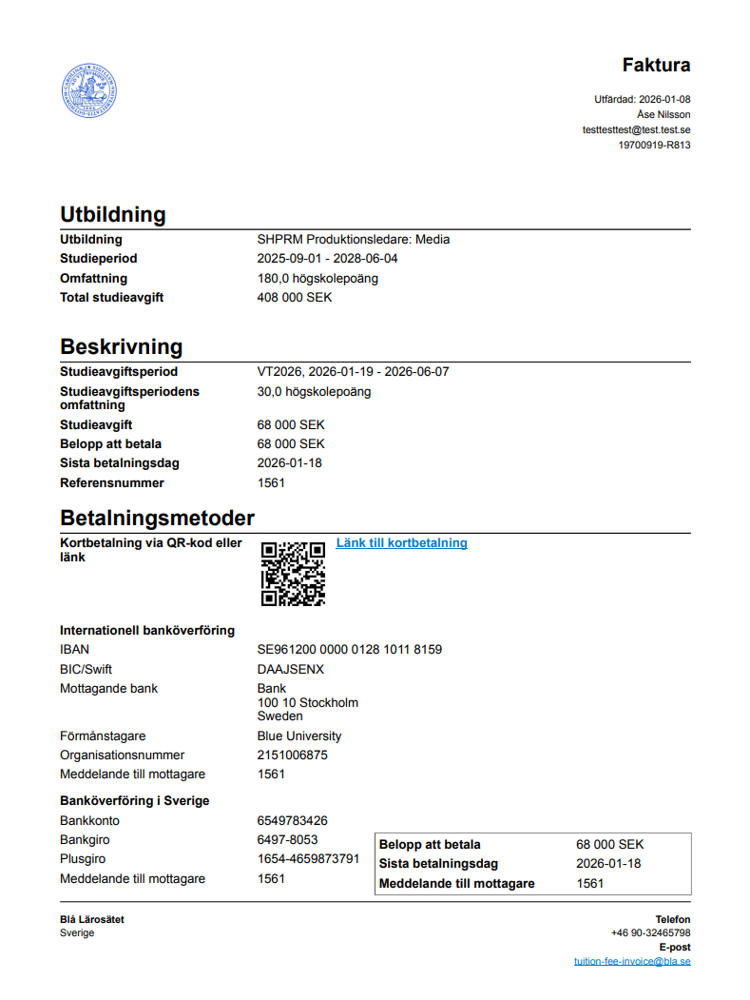 Faktura
Utfärdad: 2026-01-08
Åse Nilsson
testtesttest@test.test.se
19700919-R813
Utbildning
Utbildning SHPRM Produktionsledare: Media
Studieperiod 2025-09-01 - 2028-06-04
Omfattning 180,0 högskolepoäng
Total studieavgift 408 000 SEK
Beskrivning
Studieavgiftsperiod VT2026, 2026-01-19 - 2026-06-07
Studieavgiftsperiodens 30,0 högskolepoäng
omfattning
Studieavgift 68 000 SEK
Belopp att betala 68 000 SEK
Sista betalningsdag 2026-01-18
Referensnummer 1561
Betalningsmetoder
Kortbetalning via QR-kod eller Länk till kortbetalning
länk
Internationell banköverföring
IBAN SE961200 0000 0128 1011 8159
BIC/Swift DAAJSENX
Mottagande bank Bank
100 10 Stockholm
Sweden
Förmånstagare Blue University
Organisationsnummer 2151006875
Meddelande till mottagare 1561
Banköverföring i Sverige
Bankkonto 6549783426
Bankgiro 6497-8053
Plusgiro 1654-4659873791
Meddelande till mottagare 1561
Belopp att betala 68 000 SEK
Sista betalningsdag 2026-01-18
Meddelande till mottagare 1561
Blå Lärosätet
Sverige
Telefon
+46 90-32465798
E-post
tuition-fee-invoice@bla.se